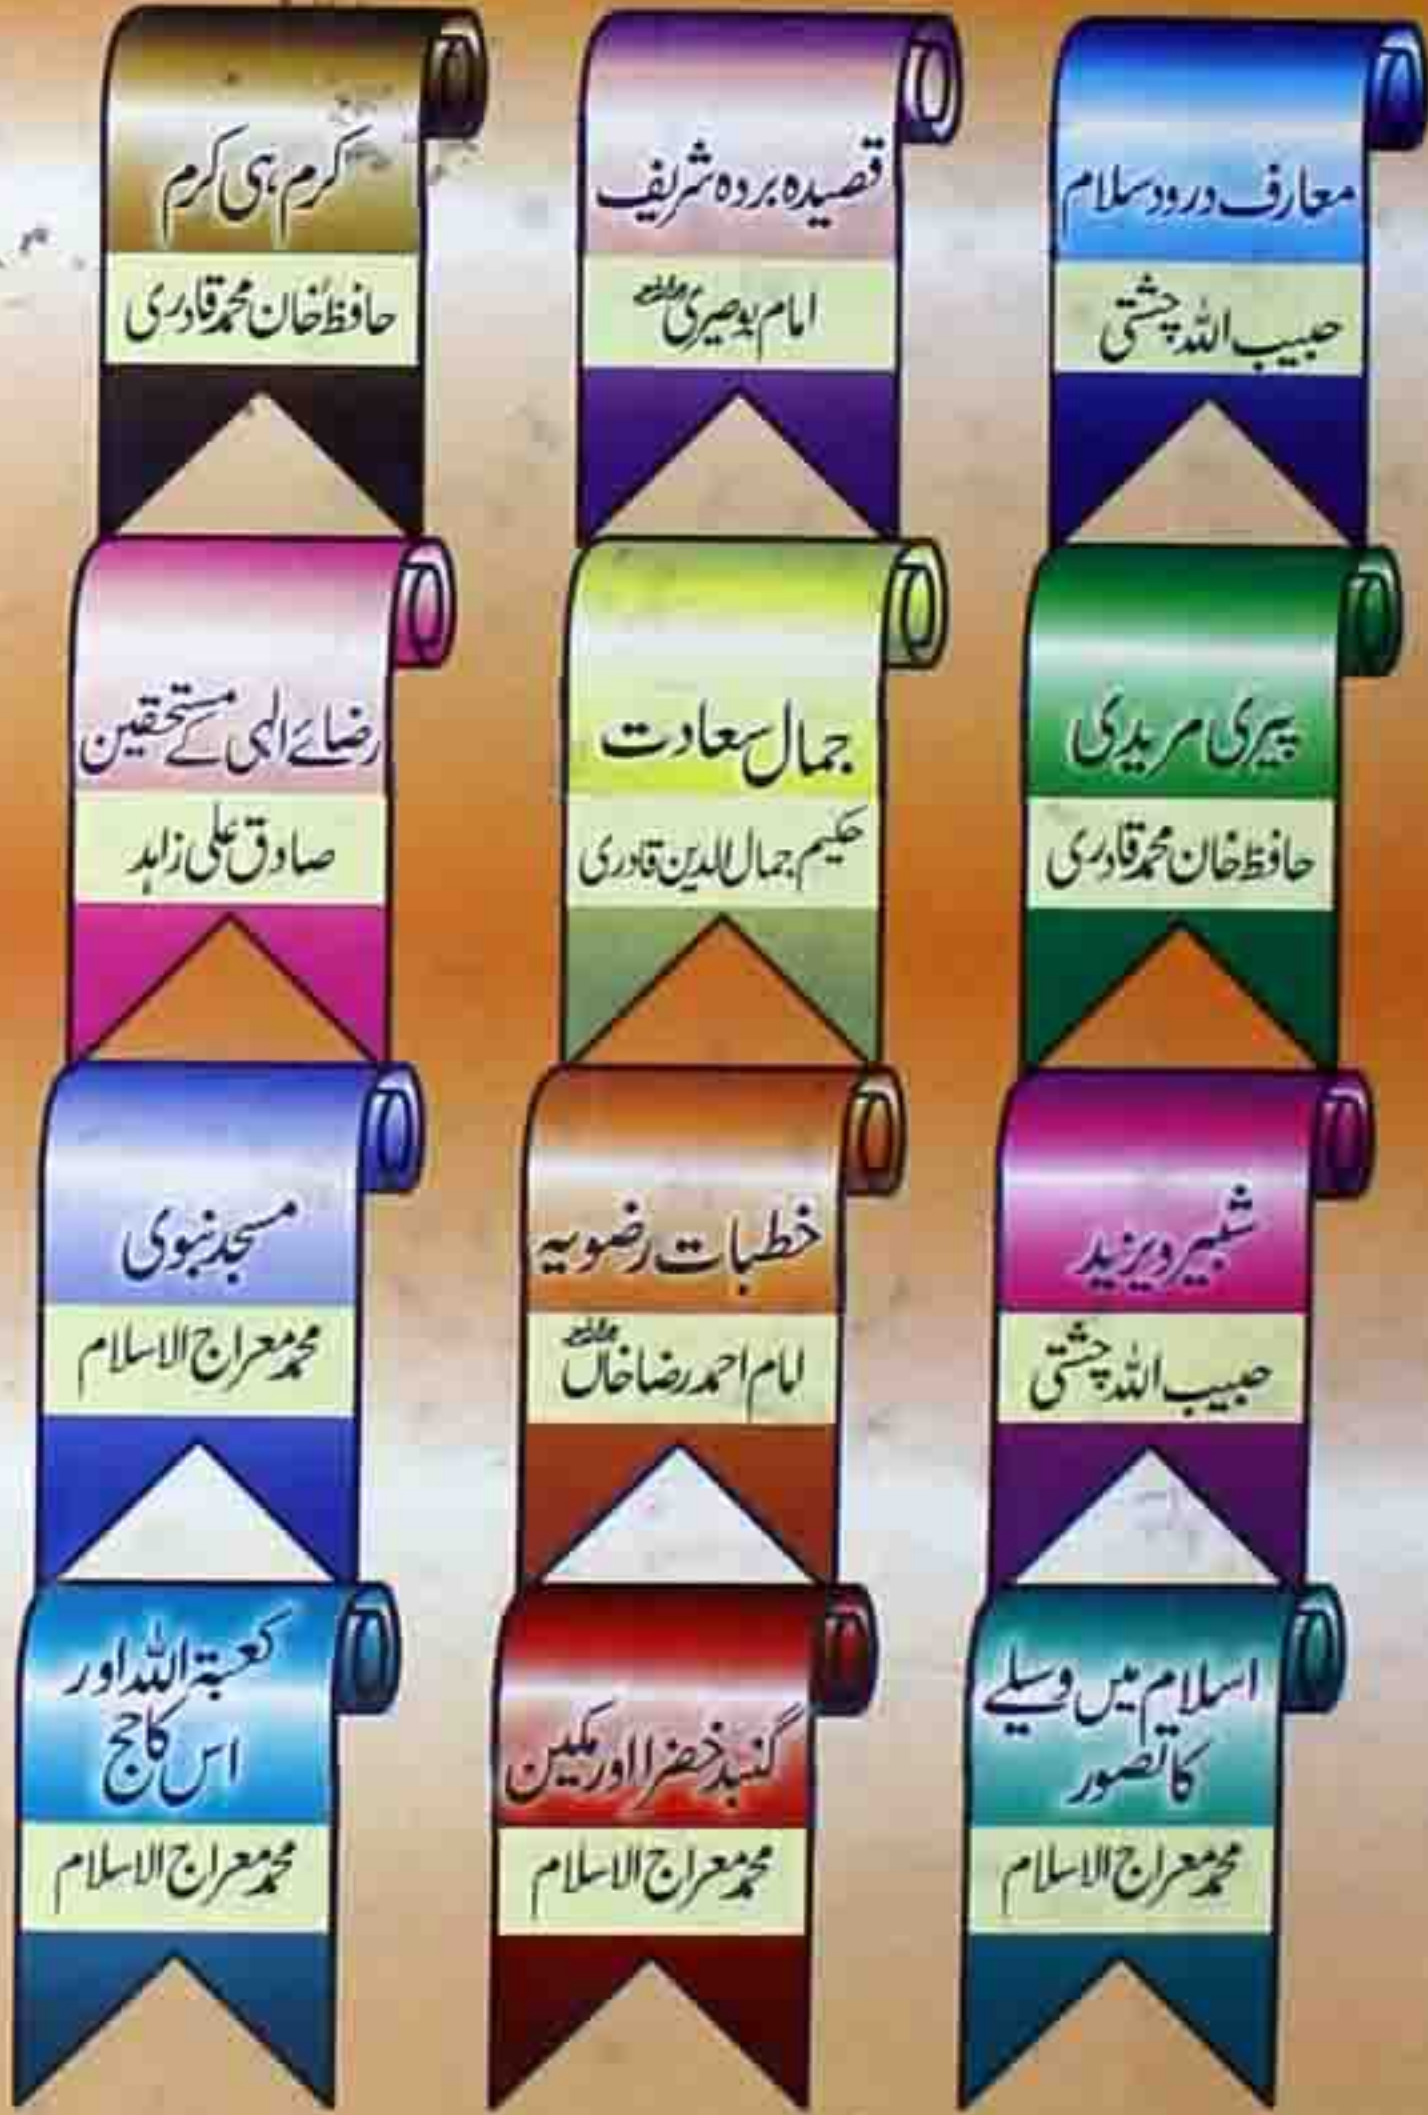 معارف درود سلام
حبیب اللہ چشتی
قصیدہ بردہ شریف
امام بوصیری
کرم ہی کرم
حافظ خان محمد قادری
پیری مریدی
حافظ خان محمد قادری
جمال سعادت
حکیم جمال الدین قادری
رضائے الہی کے مستحقین
صادق علی زاہد
شبیر ویزید
حبیب اللہ چشتی
خطبات رضویہ
امام احمد رضا خاں
مسجد نبوی
محمد معراج الاسلام
اسلام میں وسیلے
کا تصور
محمد معراج الاسلام
گنبد خضرا اور مکین
محمد معراج الاسلام
کعبۃ اللہ اور
اس کا حج
محمد معراج الاسلام